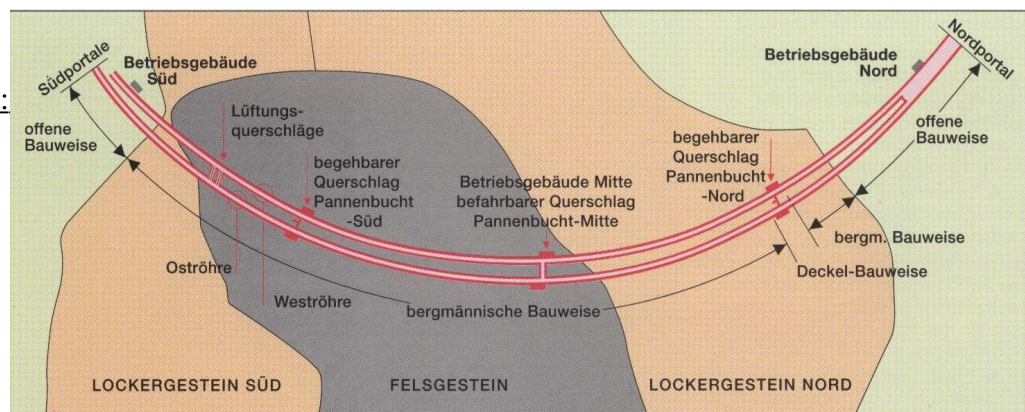 :
Südportale
Betriebsgebäude
Süd
offene
Bauweise
Lüftungs-
querschläge
begehbarer
Querschlag
Pannenbucht
-Süd
Oströhre
Weströhre
Betriebsgebäude Mitte
befahrbarer Querschlag
Pannenbucht-Mitte
bergmännische Bauweise
begehbarer
Querschlag
Pannenbucht
-Nord
Betriebsgebäude
Nord
Nordportal
offene
Bauweise
bergm. Bauweise
Deckel-Bauweise
LOCKERGESTEIN SÜD
FELSGESTEIN
LOCKERGESTEIN NORD